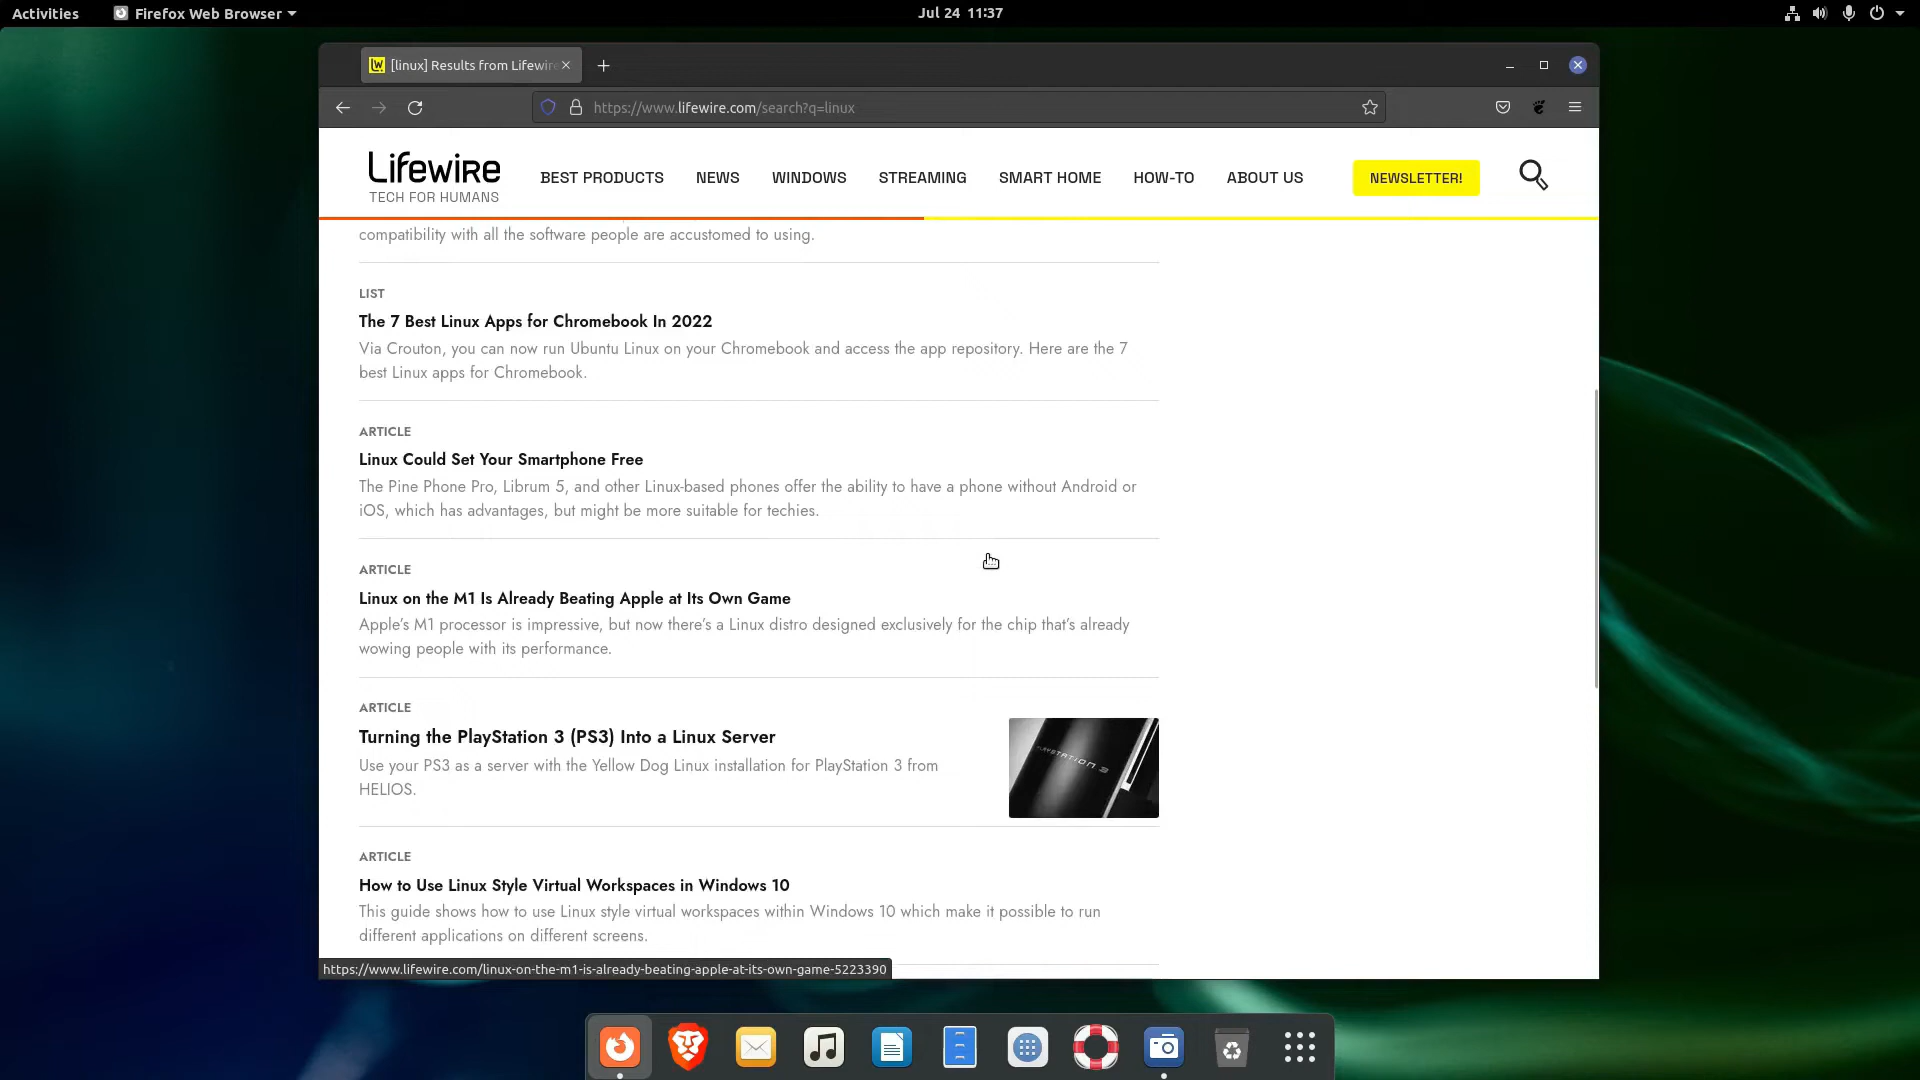 Activities
Firefox Web Browser
Jul 24 11:37
[linux] Results from Lifewir
https://www.lifewire.com/search?q=linux
Lifewire
TECH FOR HUMANS
BEST PRODUCTS
NEWS
WINDOWS
STREAMING
SMART HOME
HOW-TO
ABOUT US
NEWSLETTER!
compatibility with all the software people are accustomed to using.
LIST
The 7 Best Linux Apps for Chromebook In 2022
Via Crouton, you can now run Ubuntu Linux on your Chromebook and access the app repository. Here are the 7
best Linux apps for Chromebook.
ARTICLE
Linux Could Set Your Smartphone Free
The Pine Phone Pro, Librum 5, and other Linux-based phones offer the ability to have a phone without Android or
iOS, which has advantages, but might be more suitable for techies.
ARTICLE
Linux on the M1 Is Already Beating Apple at Its Own Game
Apple's M1 processor is impressive, but now there's a Linux distro designed exclusively for the chip that's already
wowing people with its performance.
ARTICLE
Turning the PlayStation 3 (PS3) Into a Linux Server
Use your PS3 as a server with the Yellow Dog Linux installation for PlayStation 3 from
HELIOS.
PLAYSTATION 3
ARTICLE
How to Use Linux Style Virtual Workspaces in Windows 10
This guide shows how to use Linux style virtual workspaces within Windows 10 which make it possible to run
different applications on different screens.
https://www.lifewire.com/linux-on-the-m1-is-already-beating-apple-at-its-own-game-5223390